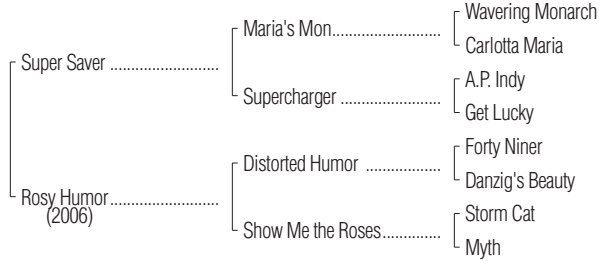 Wavering Monarch
Maria's Mon
Carlotta Maria
Super Saver
A.P. Indy
Supercharger
Get Lucky
Forty Niner
Distorted Humor
Danzig's Beauty
Rosy Humor
(2006)
Storm Cat
Show Me the Roses
Myth